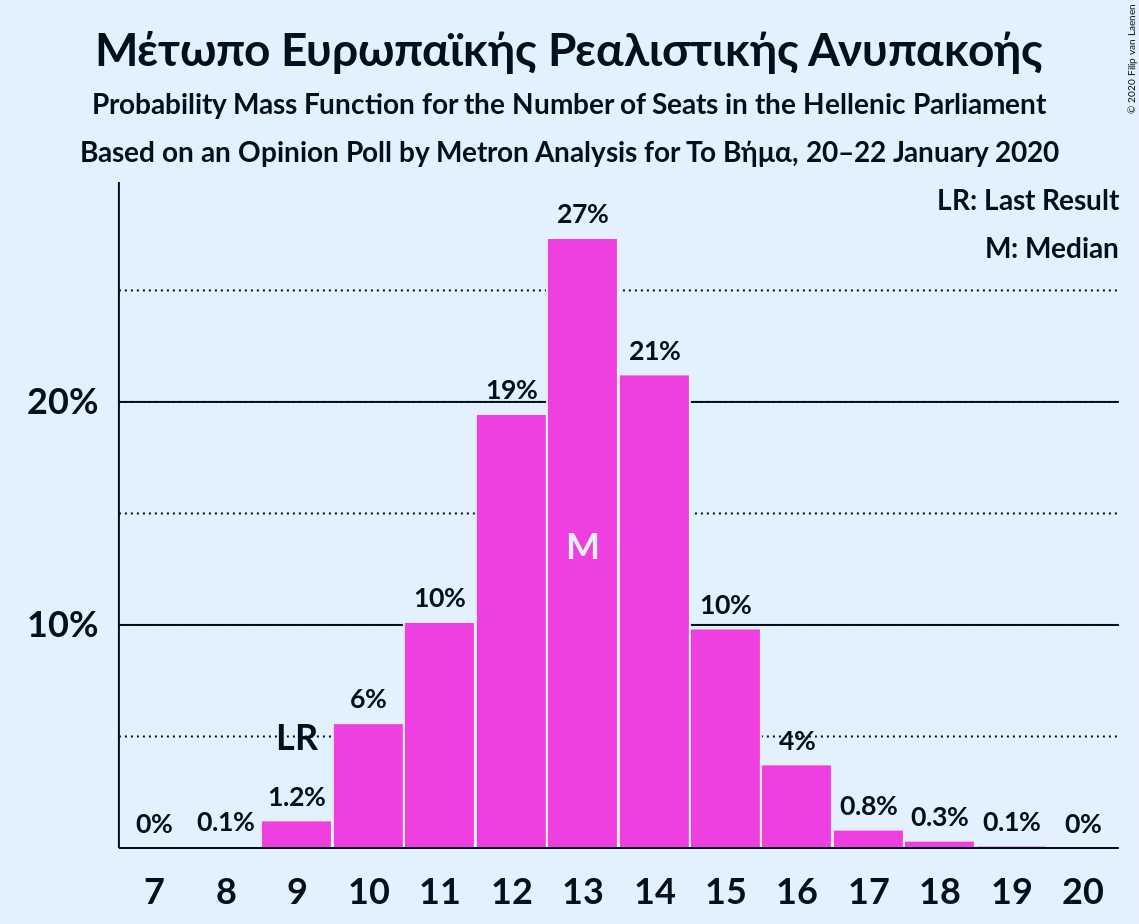 Μέτωπο Ευρωπαϊκής Ρεαλιστικής Ανυπακοής
Probability Mass Function for the Number of Seats in the Hellenic Parliament
Based on an Opinion Poll by Metron Analysis for Το Βήμα, 20–22 January 2020
© 2020 Filip van Laenen
LR: Last Result
M: Median
27%
21%
19%
20%
M
10%
10%
10%
6%
LR
4%
1.2%
0.8%
0.3%
0.1%
0.1%
0%
0%
7 8 9 10 11 12 13 14 15 16 17 18 19 20